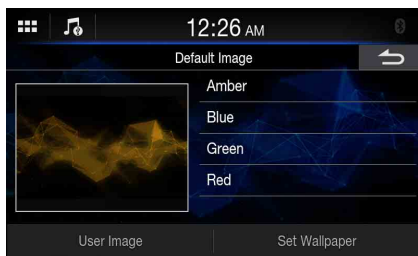 12:26 AM
Default Image
Amber
Blue
Green
Red
User Image
Set Wallpaper